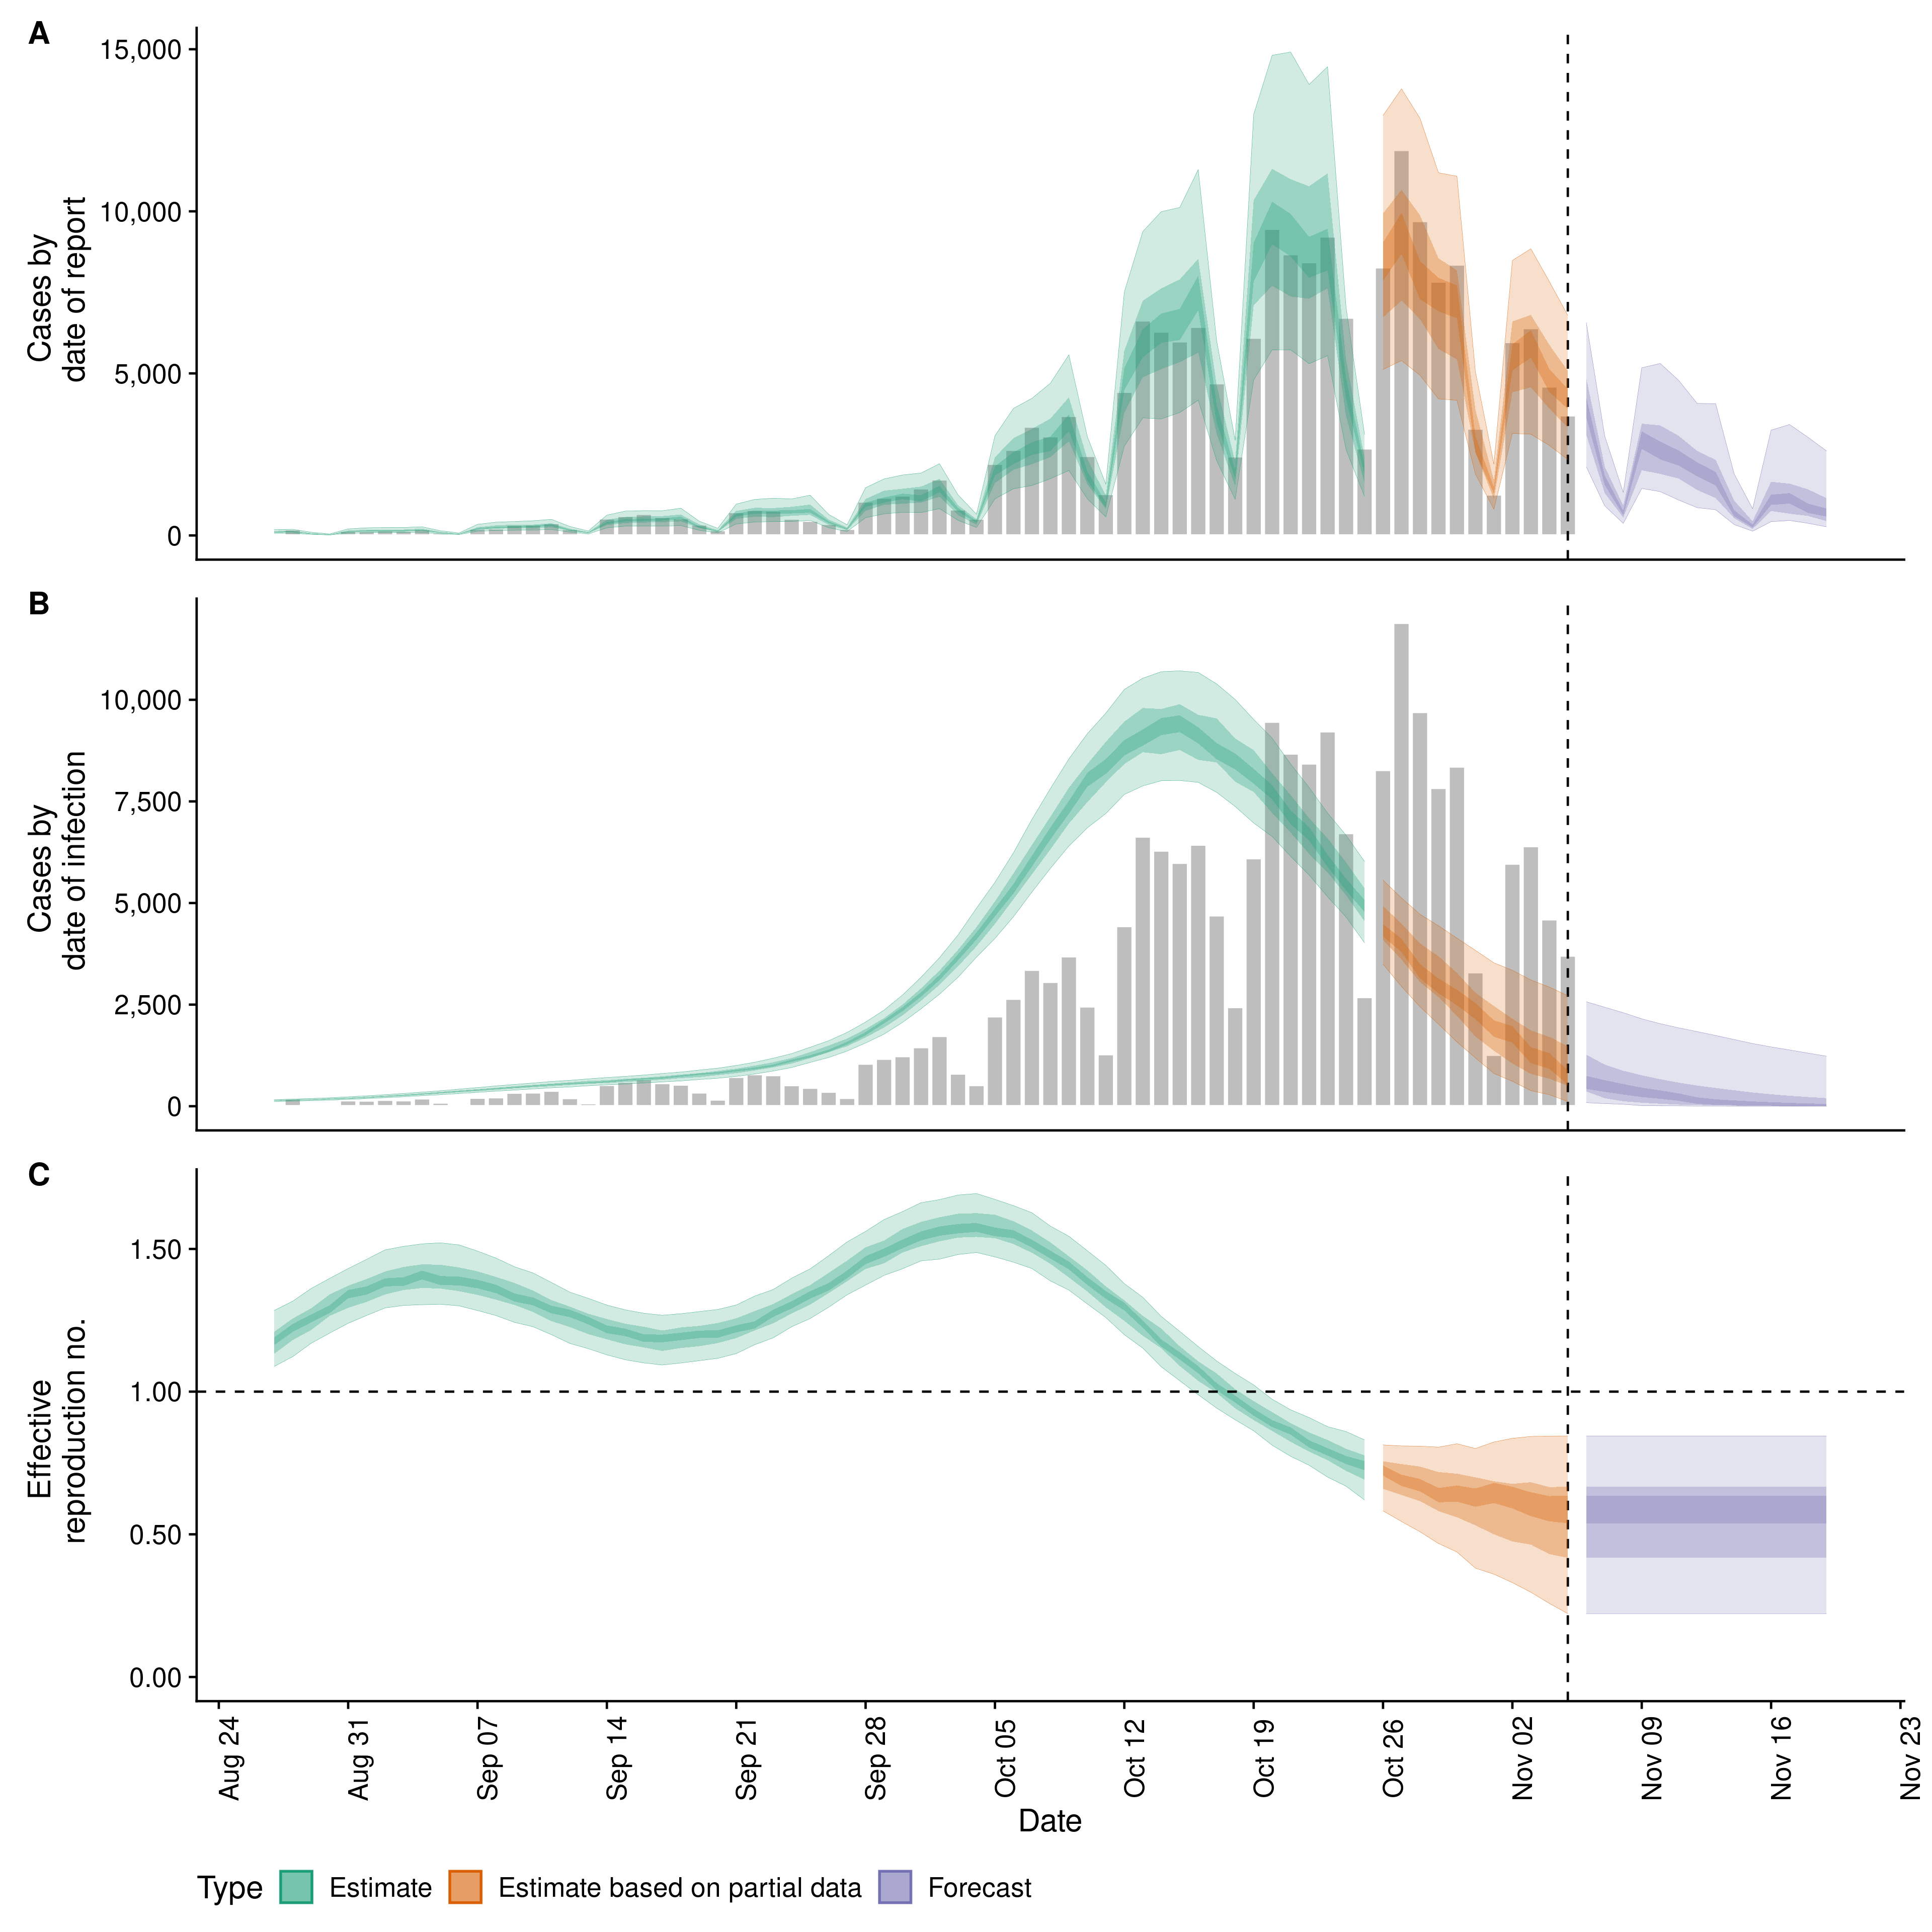 A
15,000
10,000
5,000
0
Cases by
date of report
B
10,000
7,500
5,000
2,500
0
Cases by
date of infection
C
1.50
1.00
0.50
0.00
Effective
reproduction no.
Aug 24
Aug 31
Sep 07
Sep 14
Sep 21
Sep 28
Oct 05
Oct 12
Oct 19
Oct 26
Nov 02
Nov 09
Nov 16
Nov 23
Date
Type Estimate Estimate based on partial data Forecast